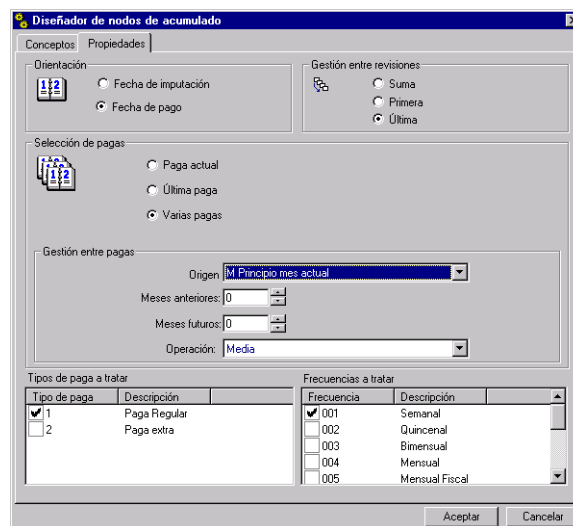 Diseñador de nodos de acumulado
Conceptos Propiedades
Orientación
Fecha de imputación
Fecha de pago
Gestión entre revisiones
Suma
Primera
Última
Selección de pagas
Paga actual
Última paga
Varias pagas
Gestión entre pagas
Origen M Principio mes actual
Meses anteriores: 0
Meses futuros: 0
Operación: Media
Tipos de paga a tratar
Tipo de paga Descripción
1 Paga Regular
2 Paga extra
Frecuencias a tratar
Frecuencia Descripción
001 Semanal
002 Quincenal
003 Bimensual
004 Mensual
005 Mensual Fiscal
Aceptar Cancelar